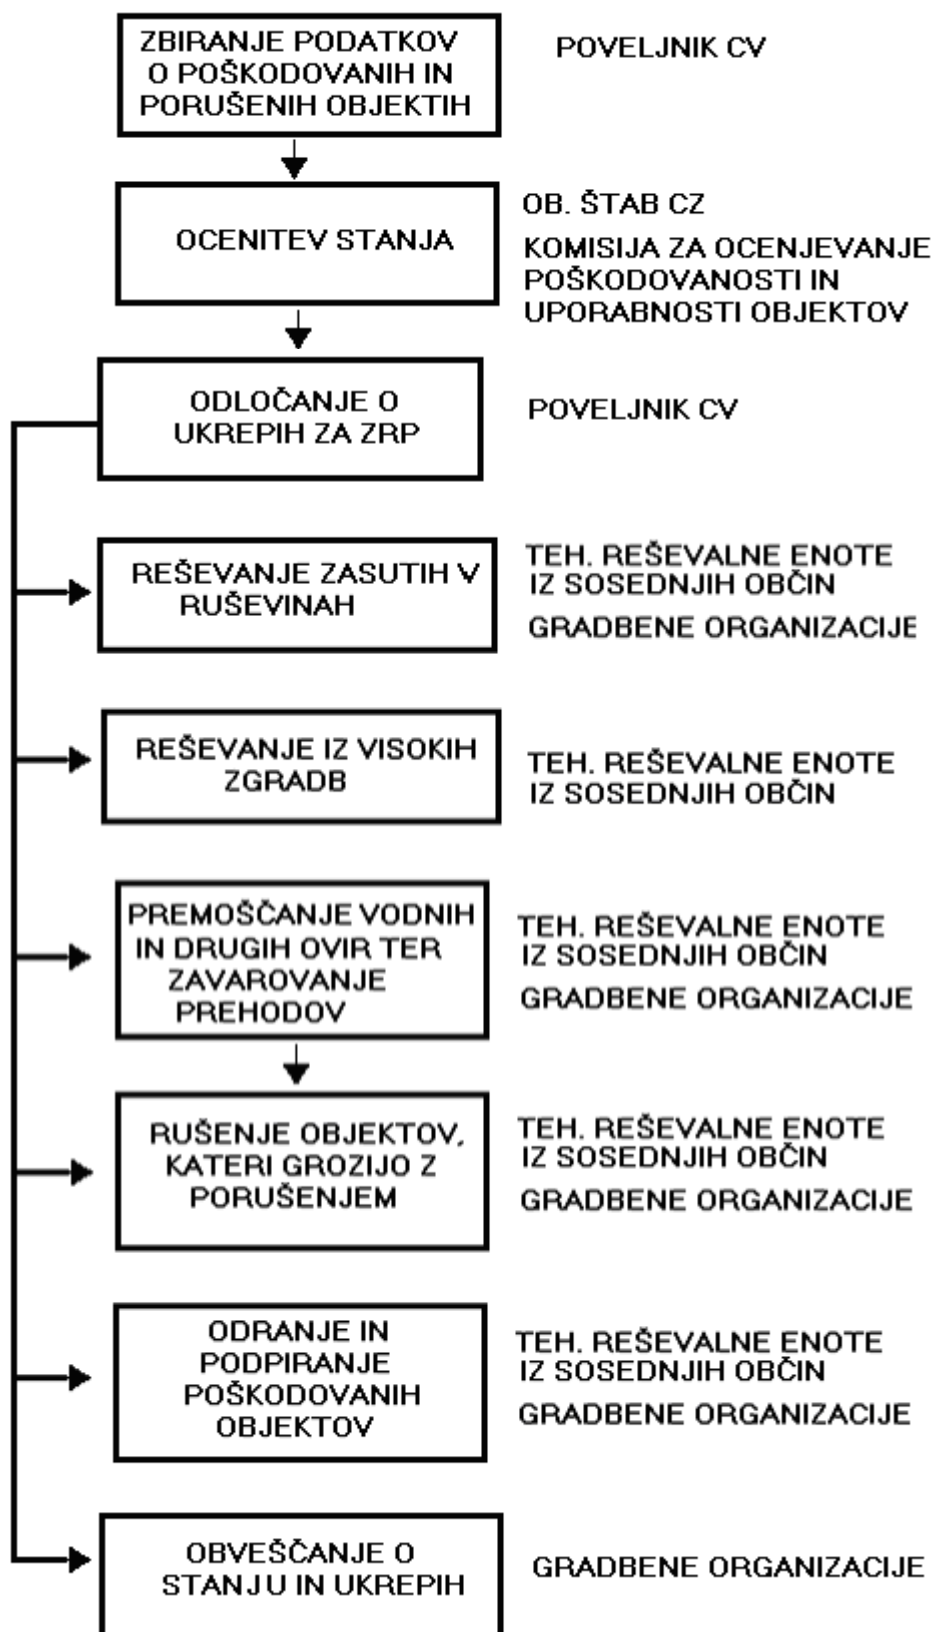 ZBIRANJE PODATKOV
O POŠKODOVANIH IN
PORUŠENIH OBJEKTIH
POVELJNIK CV
OCENITEV STANJA
OB. ŠTAB CZ
KOMISIJA ZA OCENJEVANJE
POŠKODOVANOSTI IN
UPORABNOSTI OBJEKTOV
ODLOČANJE O
UKREPIH ZA ZRP
POVELJNIK CV
REŠEVANJE ZASUTIH V
RUŠEVINAH
TEH. REŠEVALNE ENOTE
IZ SOSEDNJIH OBČIN
GRADBENE ORGANIZACIJE
REŠEVANJE IZ VISOKIH
ZGRADB
TEH. REŠEVALNE ENOTE
IZ SOSEDNJIH OBČIN
PREMOŠČANJE VODNIH
IN DRUGIH OVIR TER
ZAVAROVANJE
PREHODOV
TEH. REŠEVALNE ENOTE
IZ SOSEDNJIH OBČIN
GRADBENE ORGANIZACIJE
RUŠENJE OBJEKTOV,
KATERI GROZIJO Z
PORUŠENJEM
TEH. REŠEVALNE ENOTE
IZ SOSEDNJIH OBČIN
GRADBENE ORGANIZACIJE
ODRANJE IN
PODPIRANJE
POŠKODOVANIH
OBJEKTOV
TEH. REŠEVALNE ENOTE
IZ SOSEDNJIH OBČIN
GRADBENE ORGANIZACIJE
OBVEŠČANJE O
STANJU IN UKREPIH
GRADBENE ORGANIZACIJE